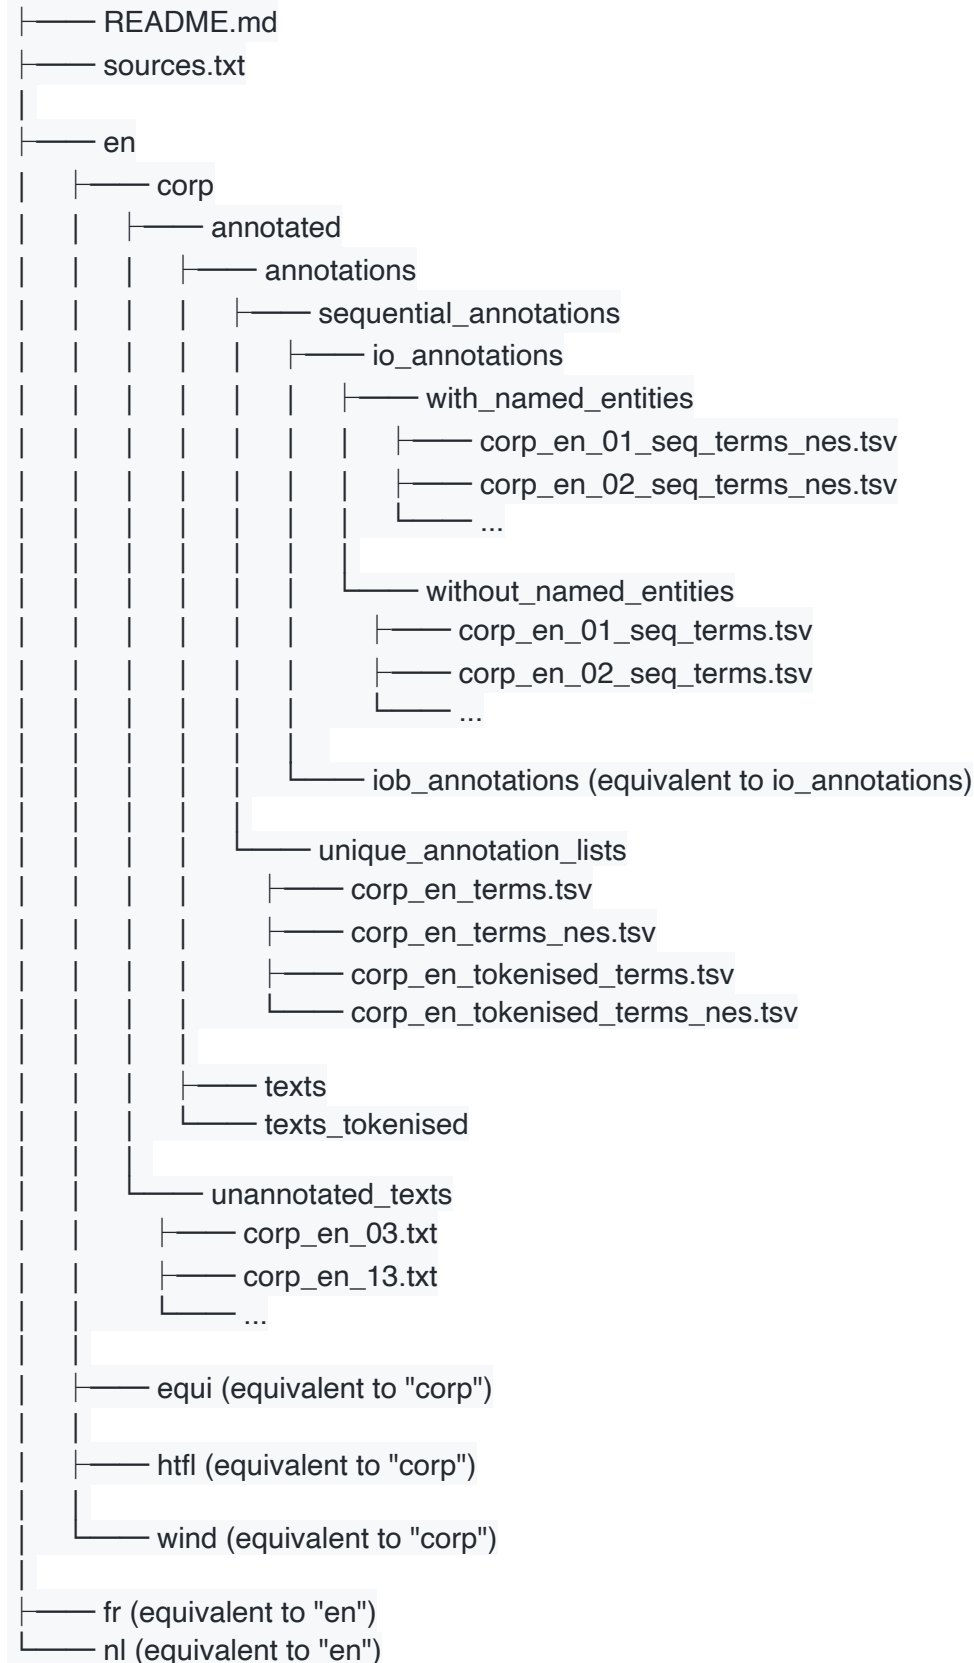 README.md
sources.txt
en
corp
annotated
annotations
sequential_annotations
io_annotations
with_named_entities
corp_en_01_seq_terms_nes.tsv
corp_en_02_seq_terms_nes.tsv
...
without_named_entities
corp_en_01_seq_terms.tsv
corp_en_02_seq_terms.tsv
...
iob_annotations (equivalent to io_annotations)
unique_annotation_lists
corp_en_terms.tsv
corp_en_terms_nes.tsv
corp_en_tokenised_terms.tsv
corp_en_tokenised_terms_nes.tsv
texts
texts_tokenised
unannotated_texts
corp_en_03.txt
corp_en_13.txt
...
equi (equivalent to "corp")
htfl (equivalent to "corp")
wind (equivalent to "corp")
fr (equivalent to "en")
nl (equivalent to "en")